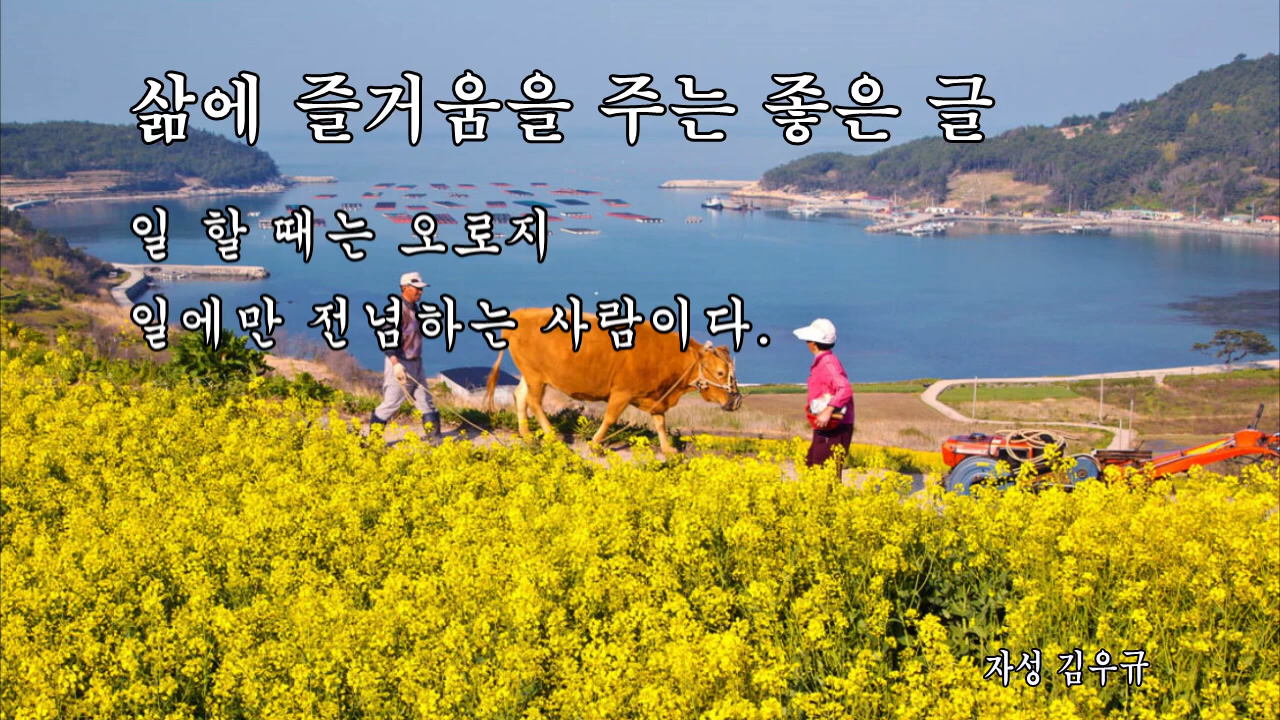 삶에 즐거움을 주는 좋은 글
일 할 때는 오로지
일에만 전념하는 사람이다.
자성 김우규